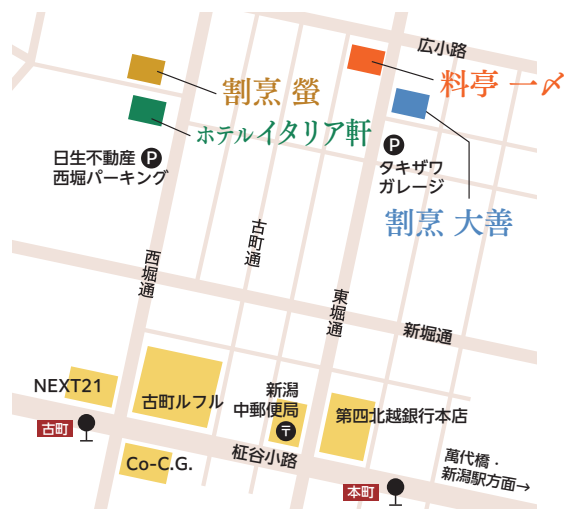 広小路
料亭 一〆
割烹 螢
ホテルイタリア軒
日生不動産 P
西堀パーキング
P
タキザワ
ガレージ
割烹 大善
古町通
西堀通
東堀通
新堀通
NEXT21
古町ルフル
新潟
中郵便局
〒
第四北越銀行本店
古町
Co-C.G.
柾谷小路
萬代橋・
新潟駅方面→
本町